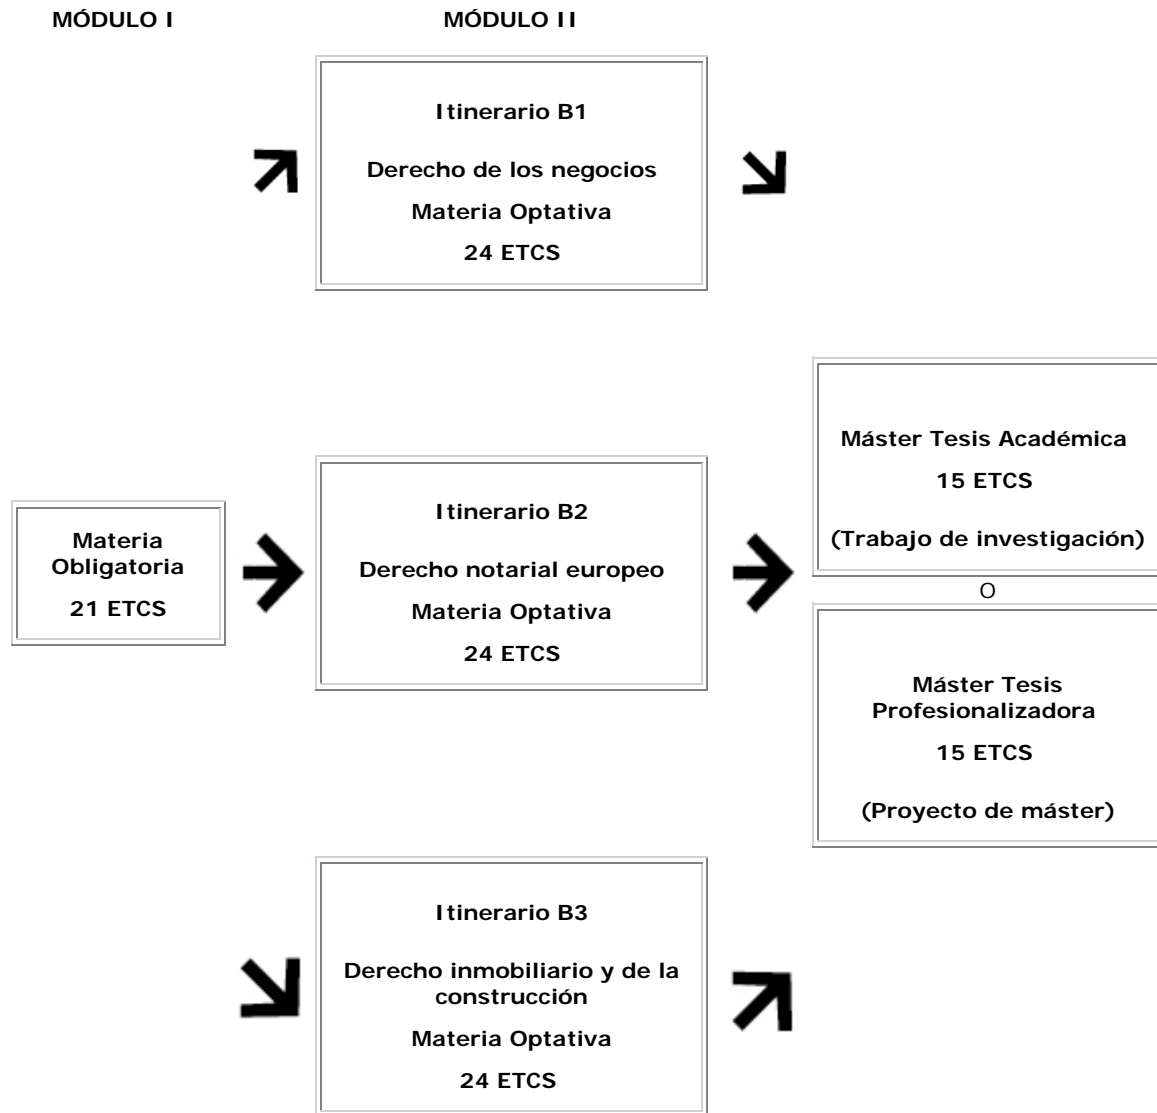 MÓDULO I
MÓDULO II
Itinerario B1
Derecho de los negocios
Materia Optativa
24 ETCS
Materia
Obligatoria
21 ETCS
Itinerario B2
Derecho notarial europeo
Materia Optativa
24 ETCS
Máster Tesis Académica
15 ETCS
(Trabajo de investigación)
O
Máster Tesis
Profesionalizadora
15 ETCS
(Proyecto de máster)
Itinerario B3
Derecho inmobiliario y de la
construcción
Materia Optativa
24 ETCS